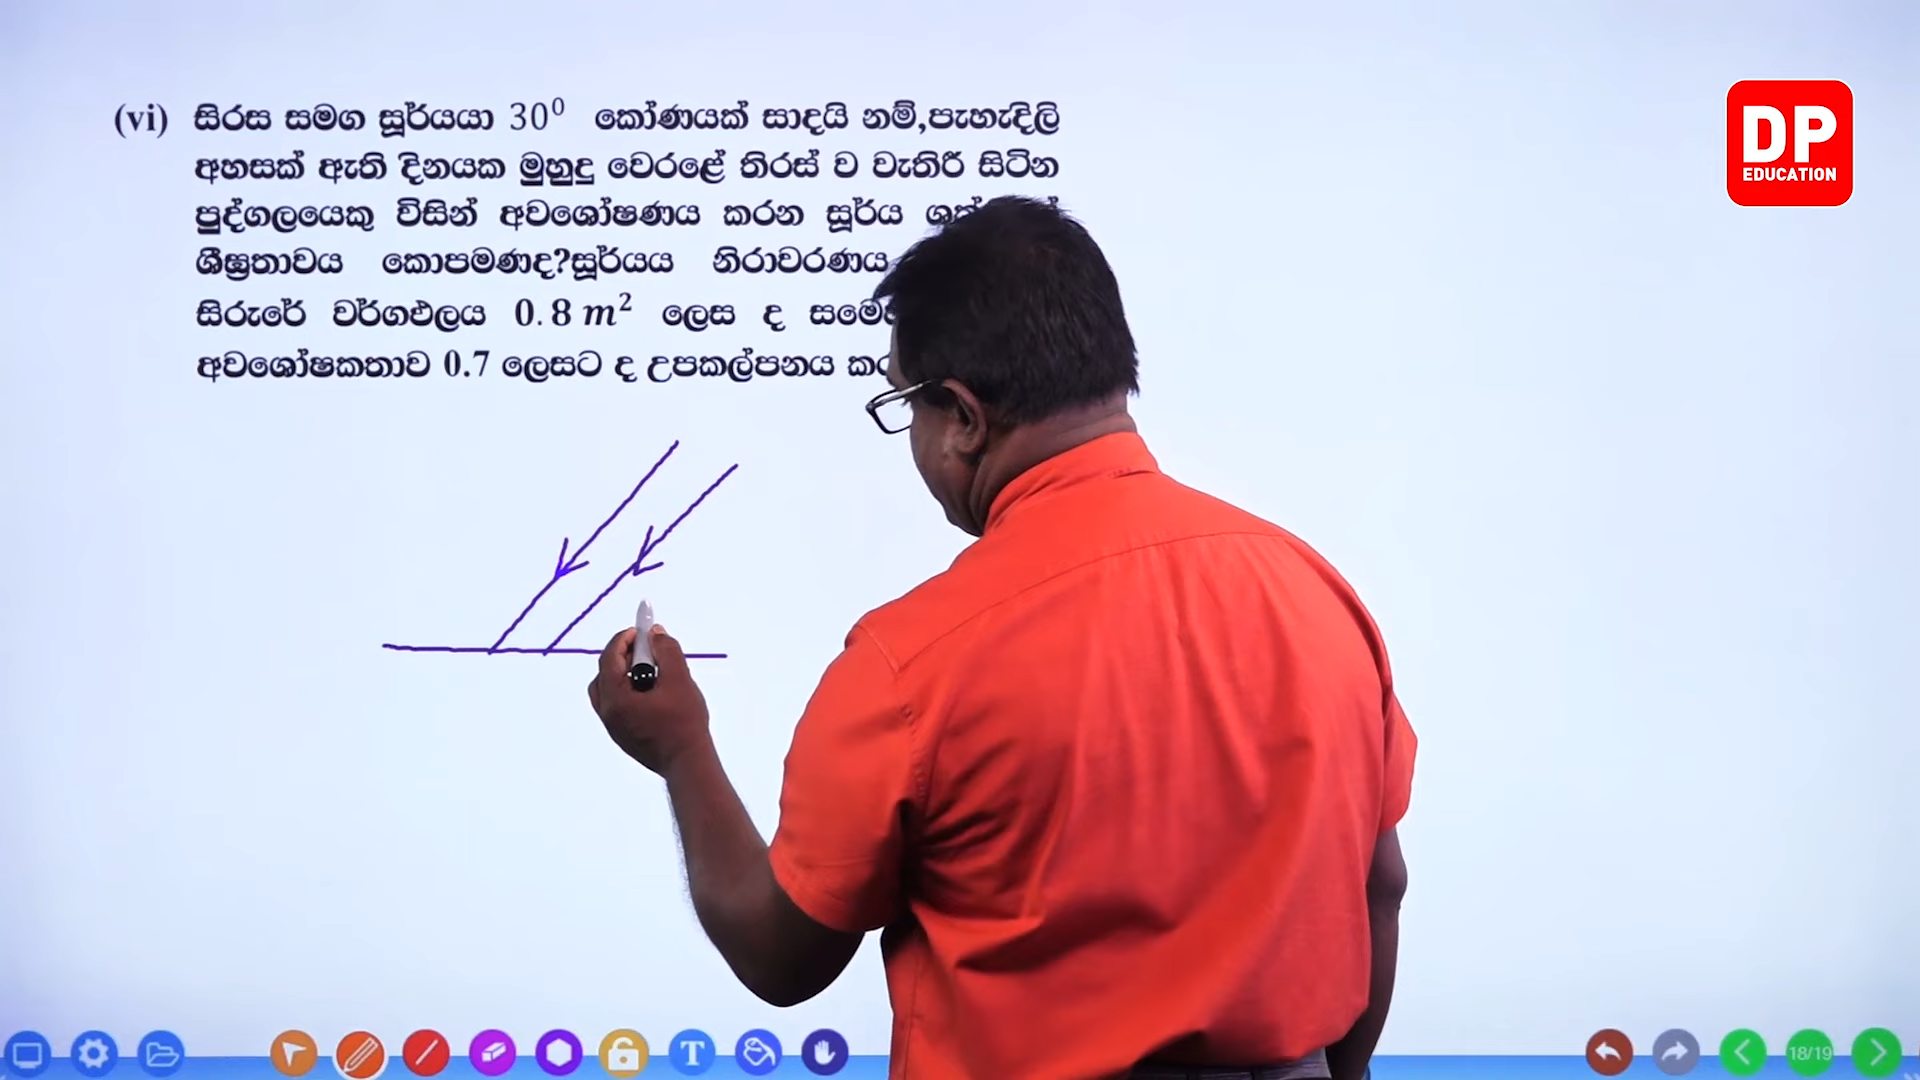 (vi) සිරස සමග සූර්යයා 30⁰ කෝණයක් සාදයි නම්,පැහැදිලි
අහසක් ඇති දිනයක මුහුදු වෙරළේ තිරස් ව වැතිරී සිටින
පුද්ගලයෙකු විසින් අවශෝෂණය කරන සූර්ය
ශීඝ්‍රතාවය කොපමණද?සූර්යය නිරාවරණය
සිරුරේ වර්ගඵලය 0.8 m² ලෙස ද
අවශෝෂකතාව 0.7 ලෙසට ද උපකල්පනය
DP
EDUCATION
T
18/19